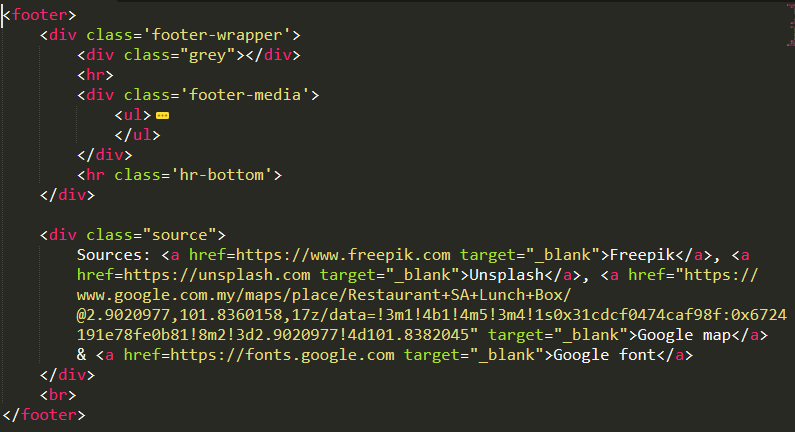 <footer>
    <div class='footer-wrapper'>
        <div class="grey"></div>
        <hr>
        <div class='footer-media'>
            <ul>
            </ul>
        </div>
        <hr class='hr-bottom'>
    </div>

    <div class="source">
        Sources: <a href=https://www.freepik.com target="_blank">Freepik</a>, <a
        href=https://unsplash.com target="_blank">Unsplash</a>, <a href="https://
        www.google.com.my/maps/place/Restaurant+SA+Lunch+Box/
        @2.9020977,101.8360158,17z/data=!3m1!4b1!4m5!3m4!1s0x31cdcf0474caf98f:0x6724
        191e78fe0b81!8m2!3d2.9020977!4d101.8382045" target="_blank">Google map</a>
        & <a href=https://fonts.google.com target="_blank">Google font</a>
    </div>
    <br>
</footer>